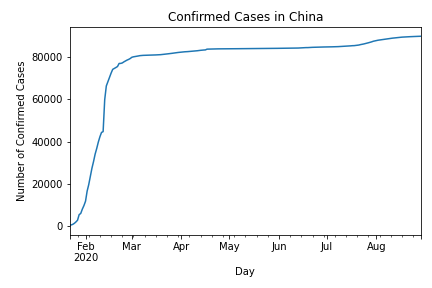 Confirmed Cases in China
Number of Confirmed Cases
80000
60000
40000
20000
0
Feb Mar Apr May Jun Jul Aug
2020
Day